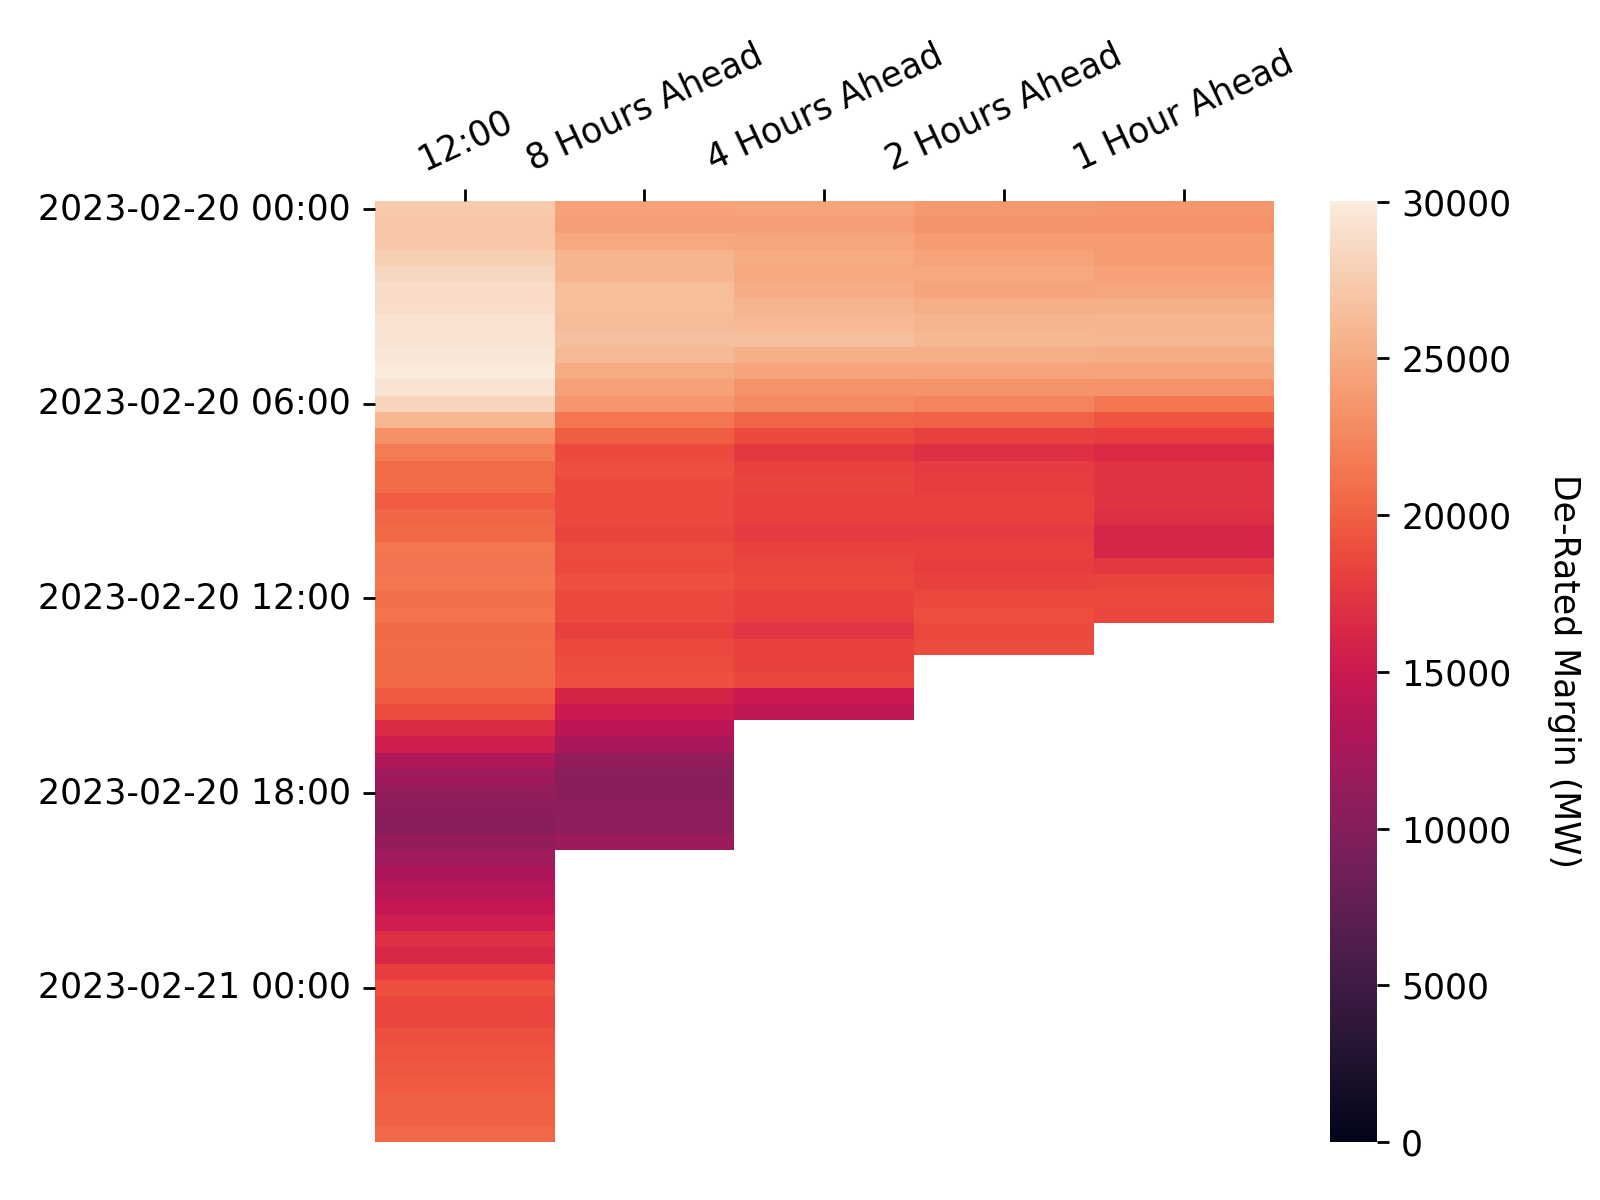 12:00
8 Hours Ahead
4 Hours Ahead
2 Hours Ahead
1 Hour Ahead
2023-02-20 00:00
2023-02-20 06:00
2023-02-20 12:00
2023-02-20 18:00
2023-02-21 00:00
30000
25000
20000
15000
10000
5000
0
De-Rated Margin (MW)